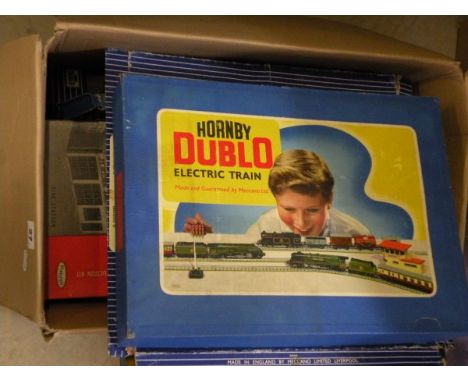 HORNBY
DUBLO
ELECTRIC TRAIN
Made and Guaranteed by Meccano Ltd.
MADE IN ENGLAND BY MECCANO LIMITED LIVERPOOL